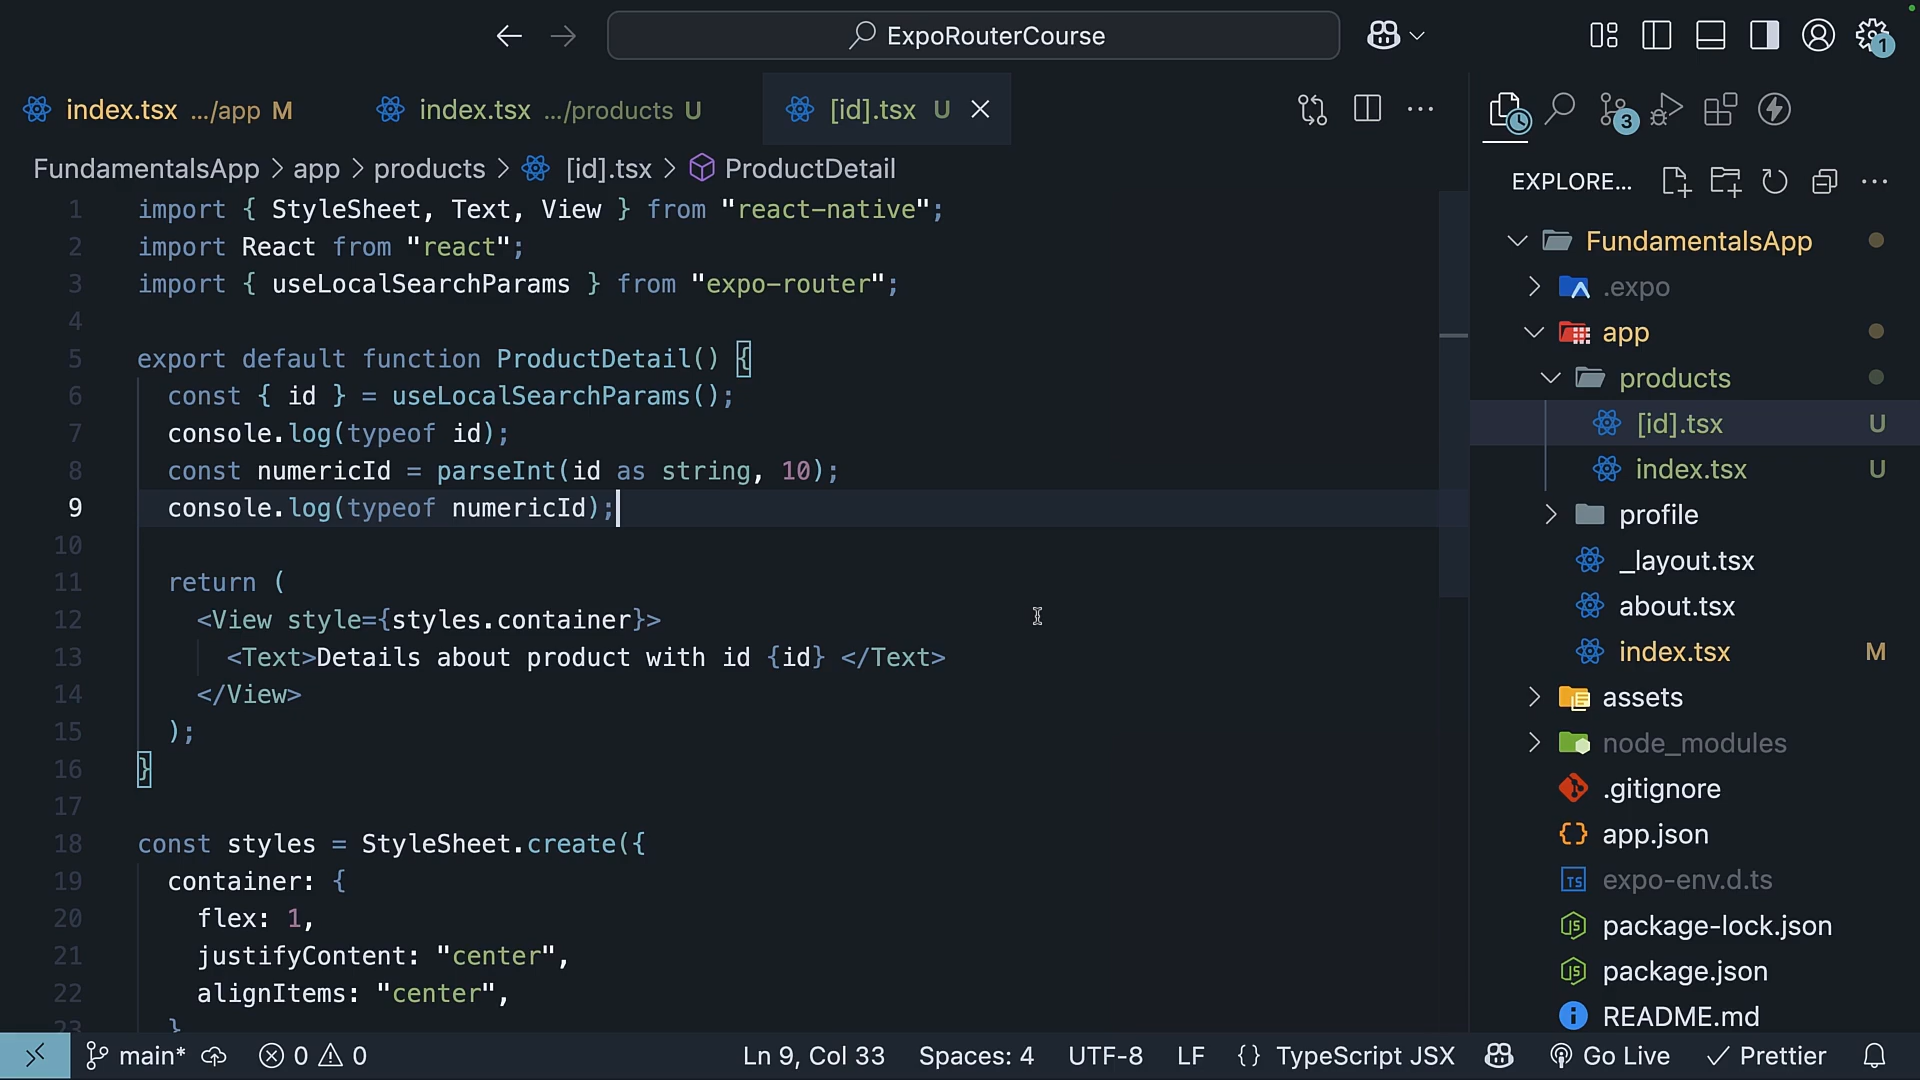 ExpoRouterCourse
1
index.tsx .../app M
index.tsx .../products U
[id].tsx U
3
FundamentalsApp > app > products > [id].tsx > ProductDetail
EXPLORE...
1 import { StyleSheet, Text, View } from "react-native";
2 import React from "react";
3 import { useLocalSearchParams } from "expo-router";
4
5 export default function ProductDetail() {
6 const { id } = useLocalSearchParams();
7 console.log(typeof id);
8 const numericId = parseInt(id as string, 10);
9 console.log(typeof numericId);
10
11 return (
12 <View style={styles.container}>
13 <Text>Details about product with id {id} </Text>
14 </View>
15 );
16 }
17
18 const styles = StyleSheet.create({
19 container: {
20 flex: 1,
21 justifyContent: "center",
22 alignItems: "center",
23 }
FundamentalsApp
.expo
app
products
[id].tsx U
index.tsx U
profile
_layout.tsx
about.tsx
index.tsx M
assets
node_modules
.gitignore
app.json
TS expo-env.d.ts
JS package-lock.json
JS package.json
README.md
main* 0 0 Ln 9, Col 33 Spaces: 4 UTF-8 LF {} TypeScript JSX Go Live Prettier